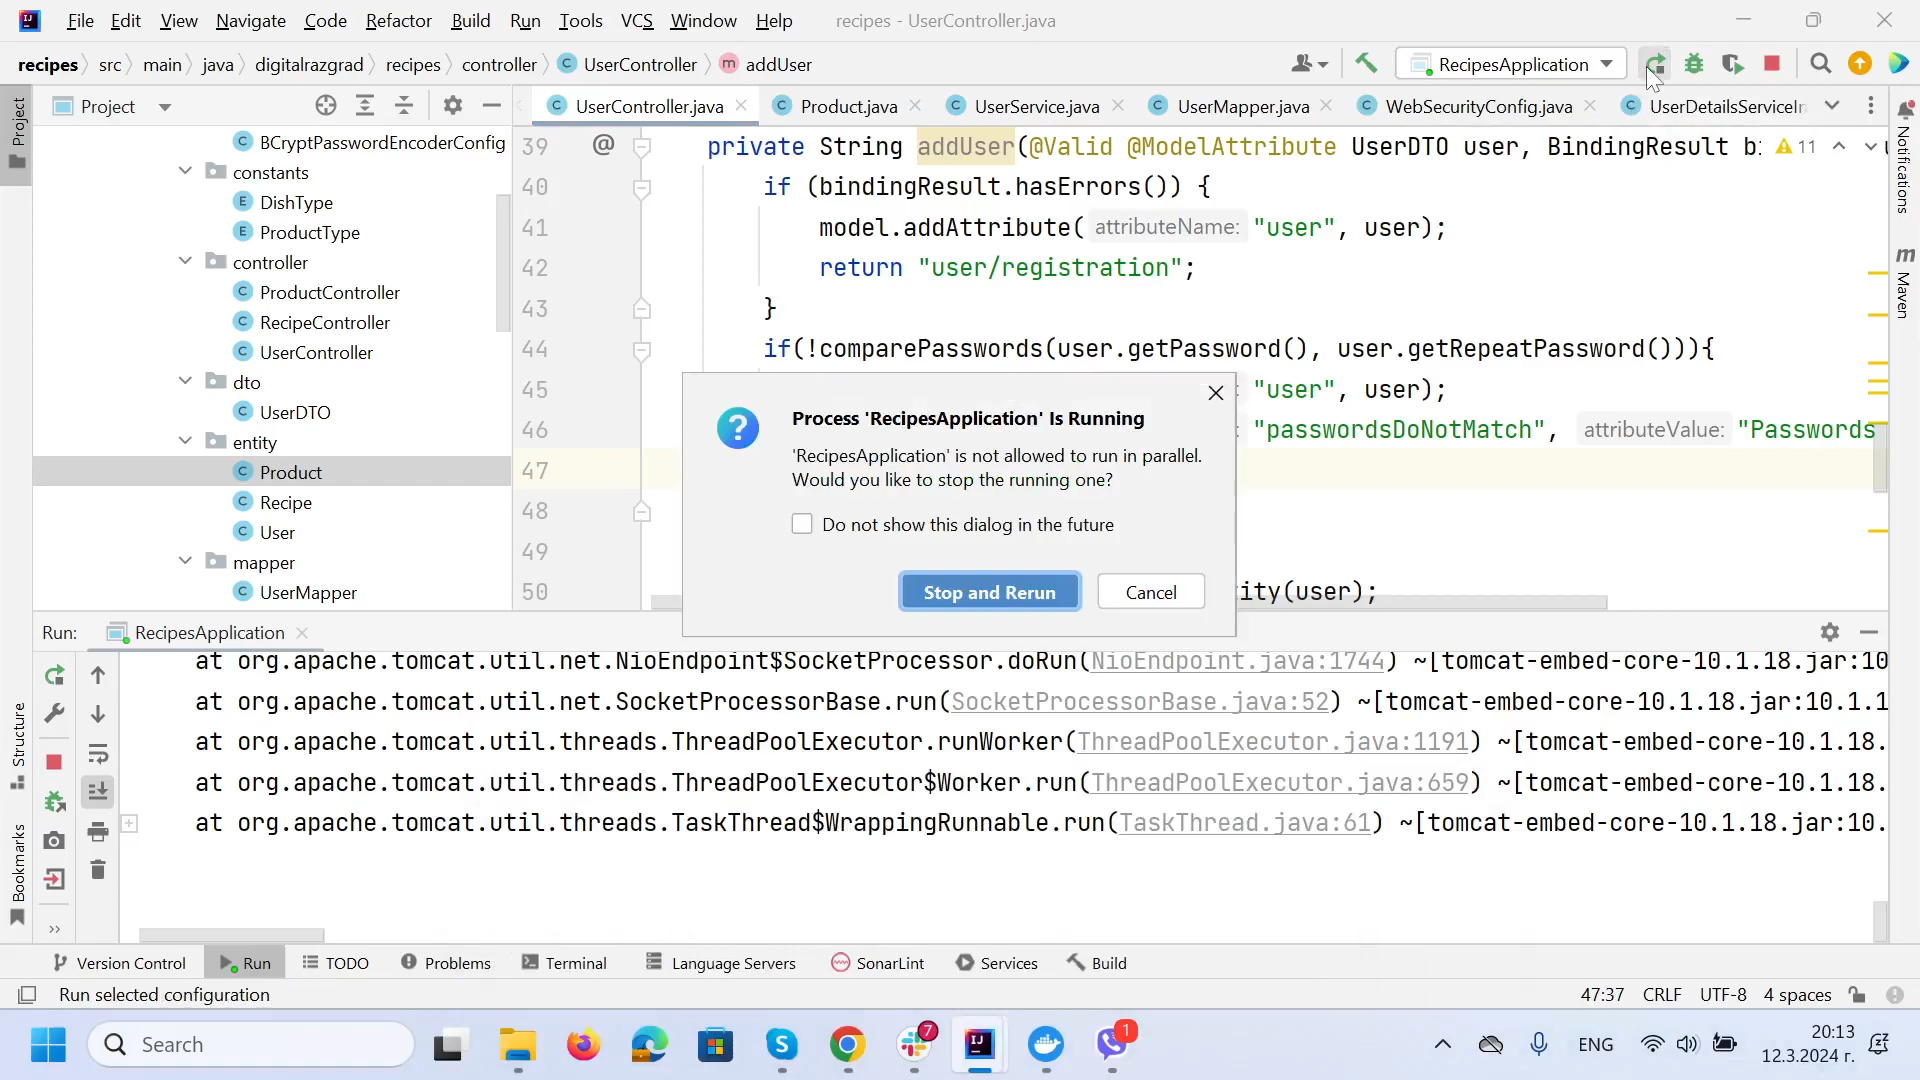 File Edit View Navigate Code Refactor Build Run Tools VCS Window Help recipes - UserController.java
recipes src main java digitalrazgrad recipes controller UserController addUser RecipesApplication
Project
UserController.java Product.java UserService.java UserMapper.java WebSecurityConfig.java
BCryptPasswordEncoderConfig
constants
DishType
ProductType
controller
ProductController
RecipeController
UserController
dto
UserDTO
entity
Product
Recipe
User
mapper
UserMapper
39 @ private String addUser(@Valid @ModelAttribute UserDTO user, BindingResult b: 11
40 if (bindingResult.hasErrors()) {
41 model.addAttribute( attributeName: "user", user);
42 return "user/registration";
43 }
44 if(!comparePasswords(user.getPassword(), user.getRepeatPassword())){
45 "user", user);
46 "passwordsDoNotMatch", attributeValue: "Passwords
47
48
49
50 ity(user);
Process 'RecipesApplication' Is Running
'RecipesApplication' is not allowed to run in parallel.
Would you like to stop the running one?
Do not show this dialog in the future
Stop and Rerun Cancel
Project
Structure
Bookmarks
Notifications
Maven
Run: RecipesApplication
at org.apache.tomcat.util.net.NioEndpoint$SocketProcessor.doRun(NioEndpoint.java:1744) ~[tomcat-embed-core-10.1.18.jar:10
at org.apache.tomcat.util.net.SocketProcessorBase.run(SocketProcessorBase.java:52) ~[tomcat-embed-core-10.1.18.jar:10.1.1
at org.apache.tomcat.util.threads.ThreadPoolExecutor.runWorker(ThreadPoolExecutor.java:1191) ~[tomcat-embed-core-10.1.18.
at org.apache.tomcat.util.threads.ThreadPoolExecutor$Worker.run(ThreadPoolExecutor.java:659) ~[tomcat-embed-core-10.1.18.
at org.apache.tomcat.util.threads.TaskThread$WrappingRunnable.run(TaskThread.java:61) ~[tomcat-embed-core-10.1.18.jar:10.
Version Control Run TODO Problems Terminal Language Servers SonarLint Services Build
Run selected configuration 47:37 CRLF UTF-8 4 spaces
Search 7 1 ENG 20:13
12.3.2024 г.